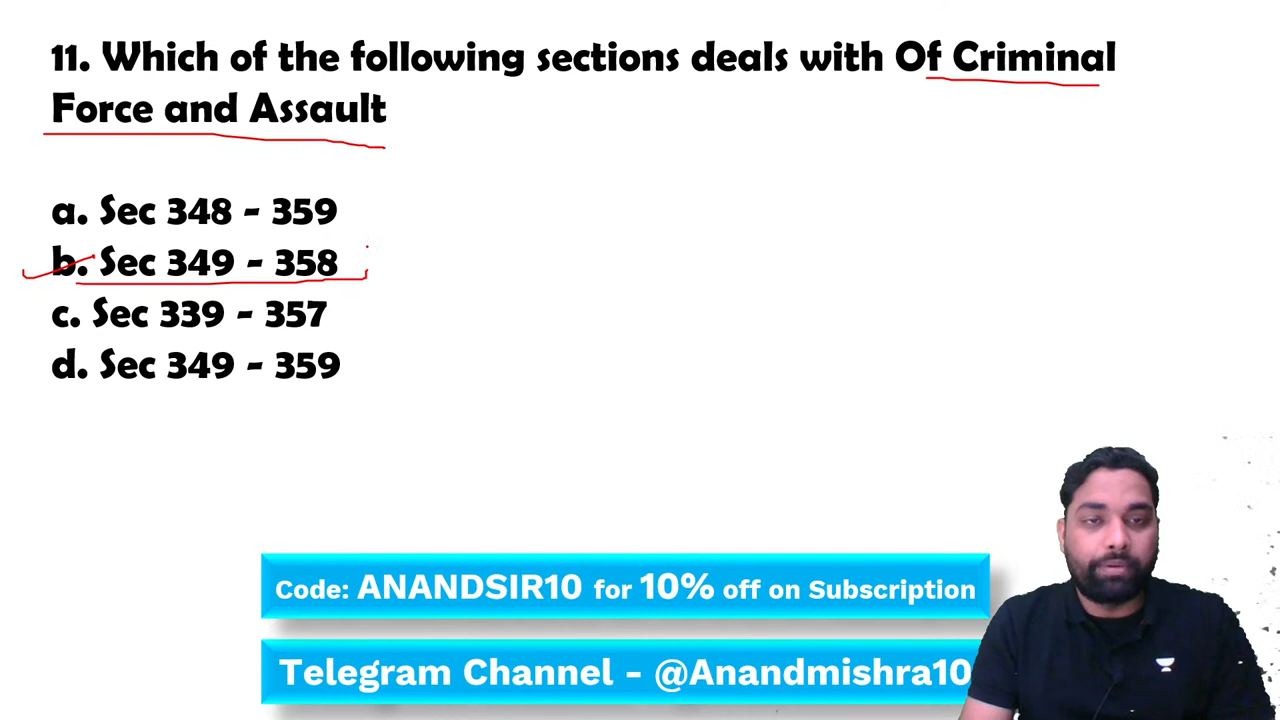 11. Which of the following sections deals with Of Criminal
Force and Assault
a. Sec 348 - 359
b. Sec 349 - 358
c. Sec 339 - 357
d. Sec 349 - 359
Code: ANANDSIR10 for 10% off on Subscription
Telegram Channel - @Anandmishra10